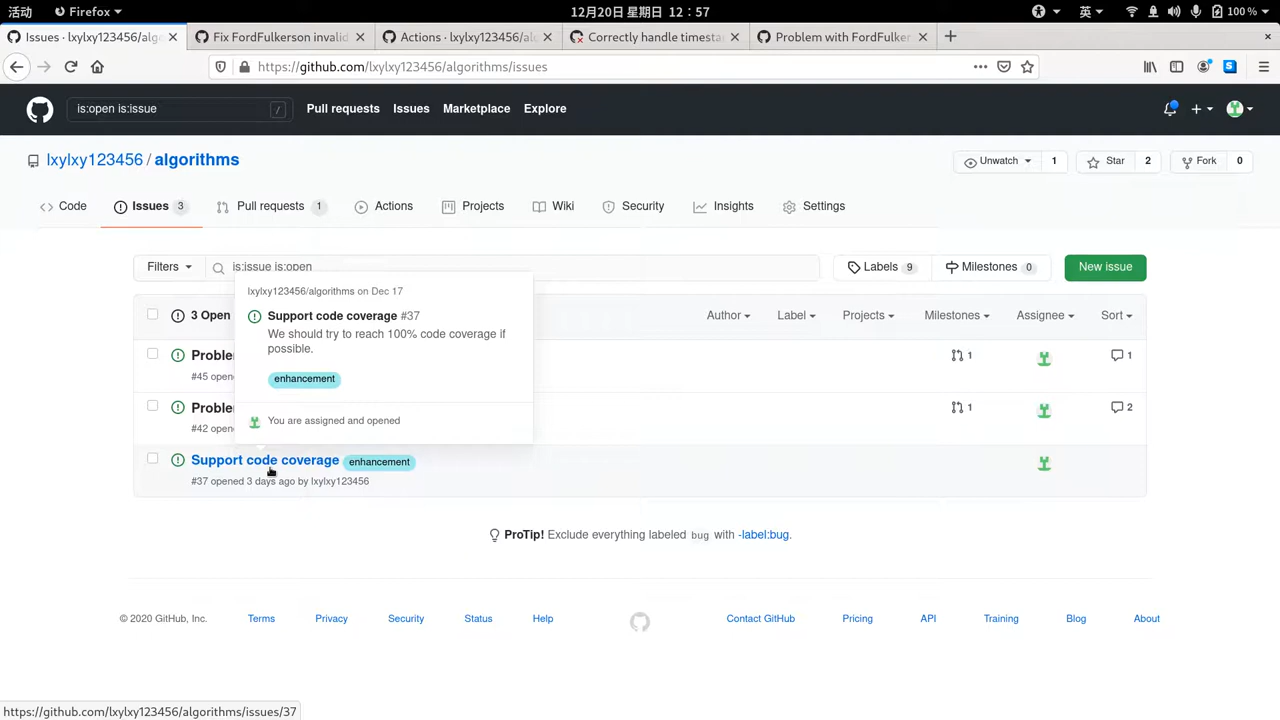 活动 Firefox 12月20日 星期日 12：57 英 100 %
Issues · lxylxy123456/algo Fix FordFulkerson invalid Actions · lxylxy123456/al Correctly handle timesta Problem with FordFulker
https://github.com/lxylxy123456/algorithms/issues
is:open is:issue / Pull requests Issues Marketplace Explore
lxylxy123456 / algorithms Unwatch 1 Star 2 Fork 0
Code Issues 3 Pull requests 1 Actions Projects Wiki Security Insights Settings
Filters is:issue is:open Labels 9 Milestones 0 New issue
lxylxy123456/algorithms on Dec 17
3 Open Support code coverage #37 Author Label Projects Milestones Assignee Sort
We should try to reach 100% code coverage if
possible.
Proble 1 1
#45 opene enhancement
Proble 1 2
#42 opene You are assigned and opened
Support code coverage enhancement
#37 opened 3 days ago by lxylxy123456
ProTip! Exclude everything labeled bug with -label:bug.
© 2020 GitHub, Inc. Terms Privacy Security Status Help Contact GitHub Pricing API Training Blog About
https://github.com/lxylxy123456/algorithms/issues/37